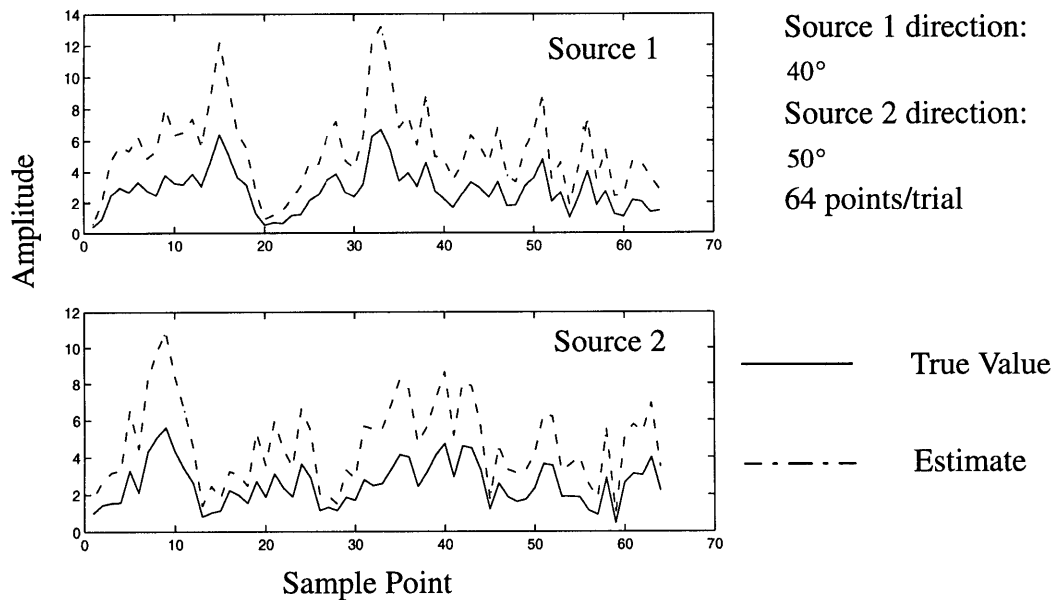 14
12
10
8
6
4
2
0
0 10 20 30 40 50 60 70
Source 1
Source 1 direction:
40°
Source 2 direction:
50°
64 points/trial
Amplitude
12
10
8
6
4
2
0
0 10 20 30 40 50 60 70
Source 2
Sample Point
True Value
Estimate